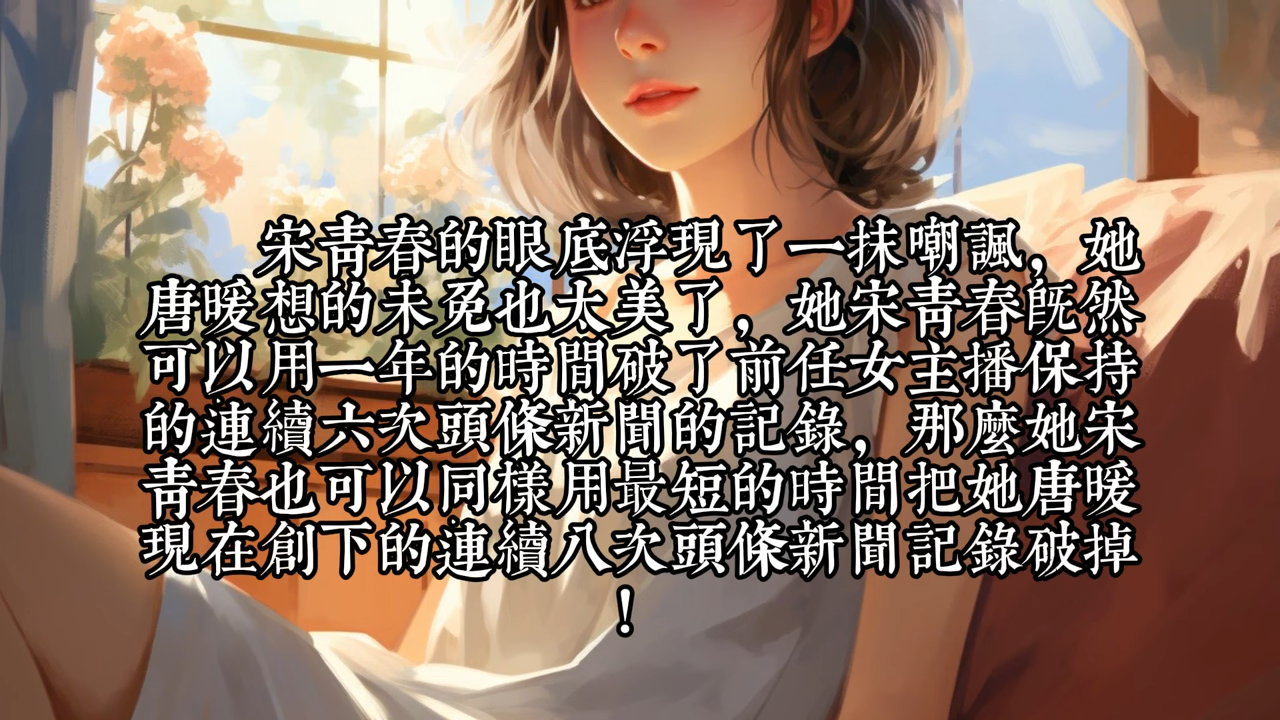 宋青春的眼底浮現了一抹嘲諷，她
唐暖想的未免也太美了，她宋青春既然
可以用一年的時間破了前任女主播保持
的連續六次頭條新聞的記錄，那麼她宋
青春也可以同樣用最短的時間把她唐暖
現在創下的連續八次頭條新聞記錄破掉
！